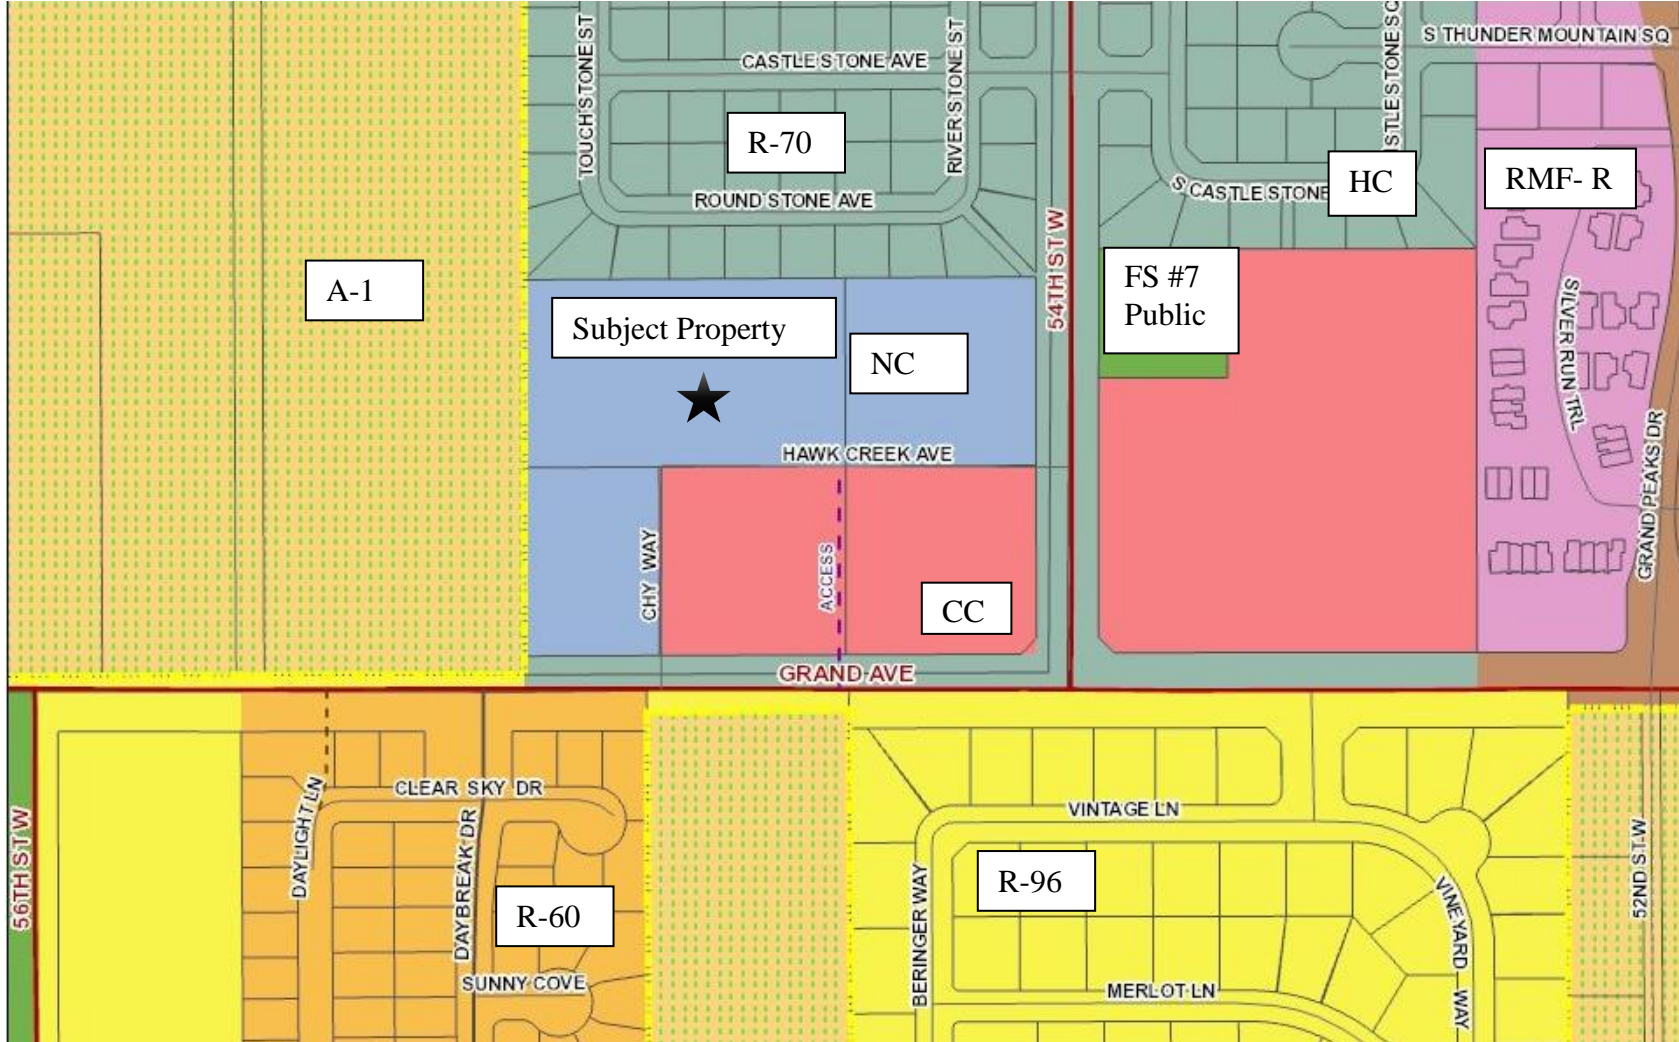 TOUCHSTONE ST
CASTLE STONE AVE
RIVER STONE ST
S THUNDER MOUNTAIN SQ
R-70
ROUND STONE AVE
S CASTLE STONE
HC
RMF- R
54TH ST W
A-1
Subject Property
NC
FS #7
Public
SILVER RUN TRL
HAWK CREEK AVE
GRAND PEAKS DR
CHY WAY
ACCESS
CC
GRAND AVE
56TH ST W
DAYLIGHT LN
CLEAR SKY DR
DAYBREAK DR
R-60
SUNNY COVE
VINTAGE LN
BERINGER WAY
R-96
VINEYARD WAY
MERLOT LN
52ND ST W